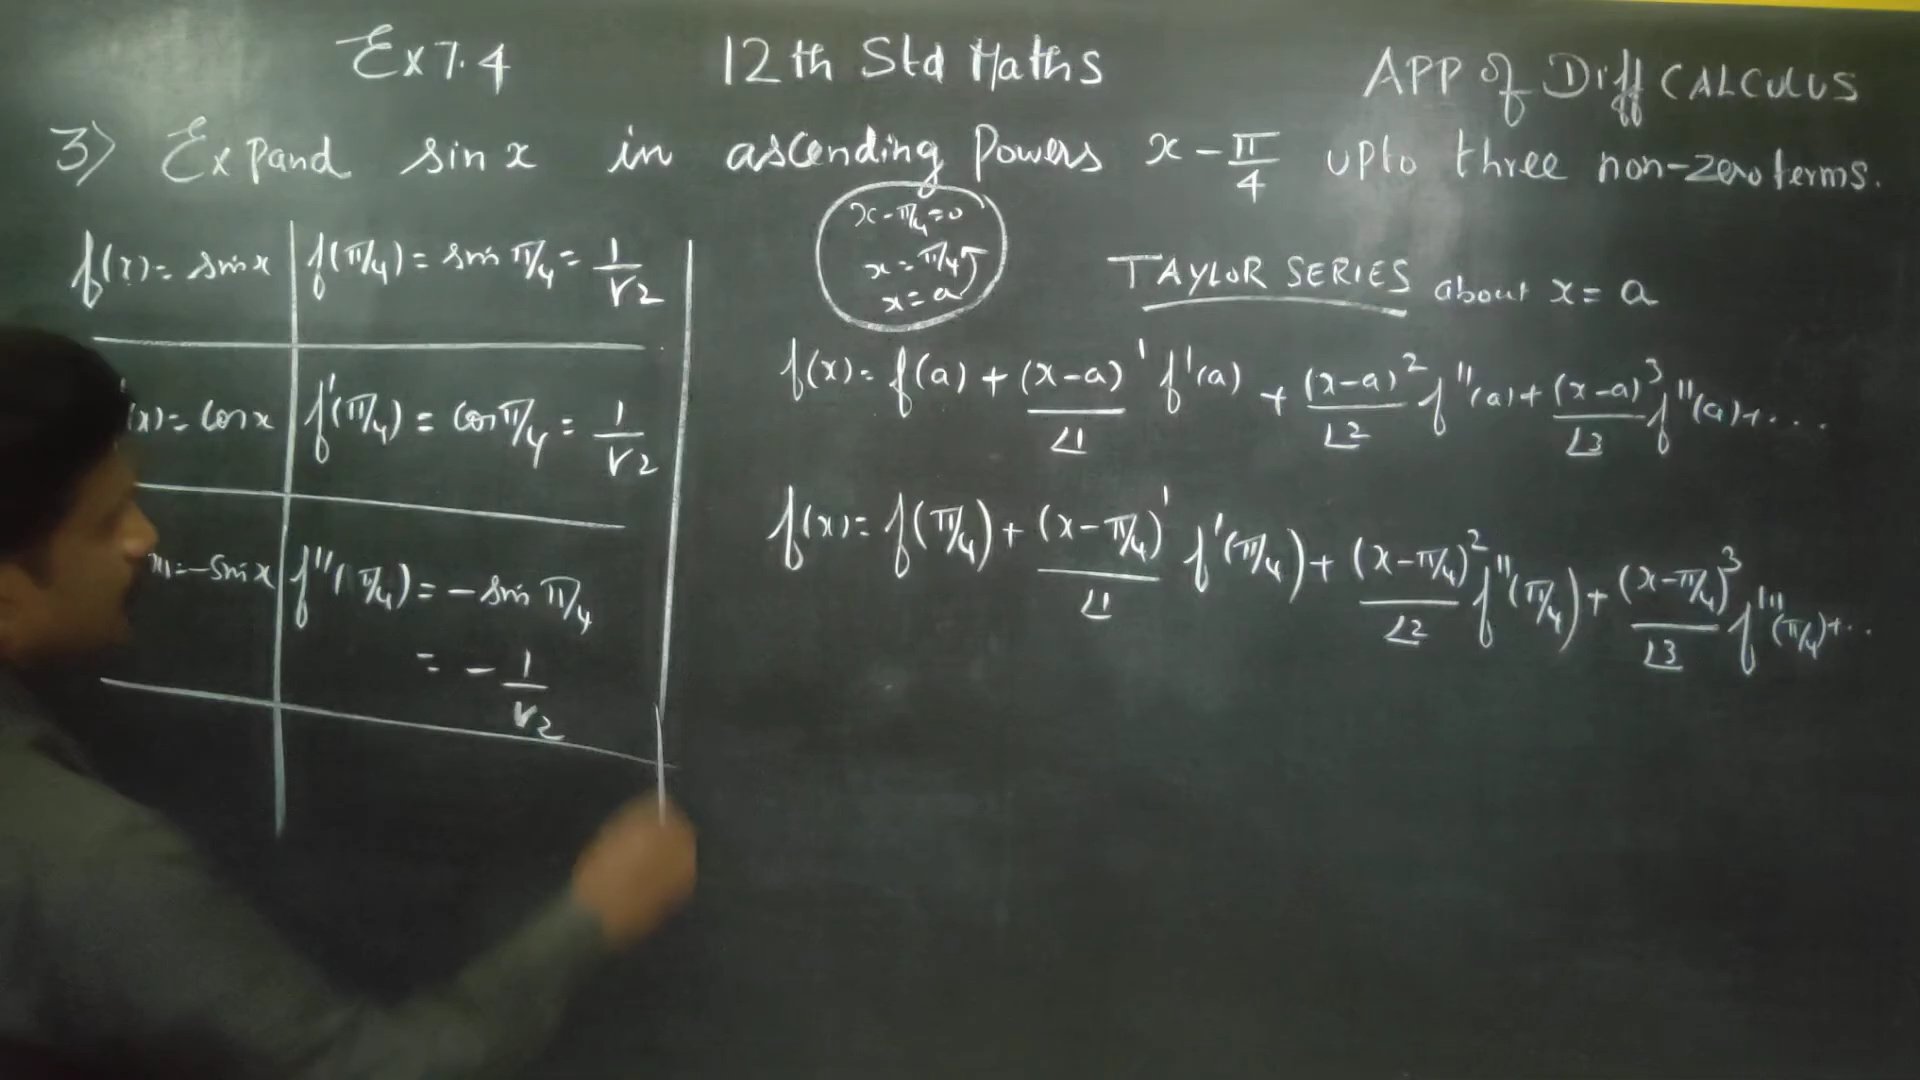 Ex 7.4 12th Std Maths APP of Diff CALCULUS
3) Expand sin x in ascending Powers x - π/4 upto three non-zero terms.
x - π/4 = 0
x = π/4
x = a
f(x) = sin x f(π/4) = sin π/4 = 1/√2
TAYLOR SERIES about x = a
f(x) = f(a) + (x-a)¹/∠1 f'(a) + (x-a)²/∠2 f''(a) + (x-a)³/∠3 f''(a) + ....
(x) = cos x f'(π/4) = cos π/4 = 1/√2
f(x) = f(π/4) + (x-π/4)¹/∠1 f'(π/4) + (x-π/4)²/∠2 f''(π/4) + (x-π/4)³/∠3 f'''(π/4) + ..
= -sin x f''(π/4) = - sin π/4
= - 1/√2